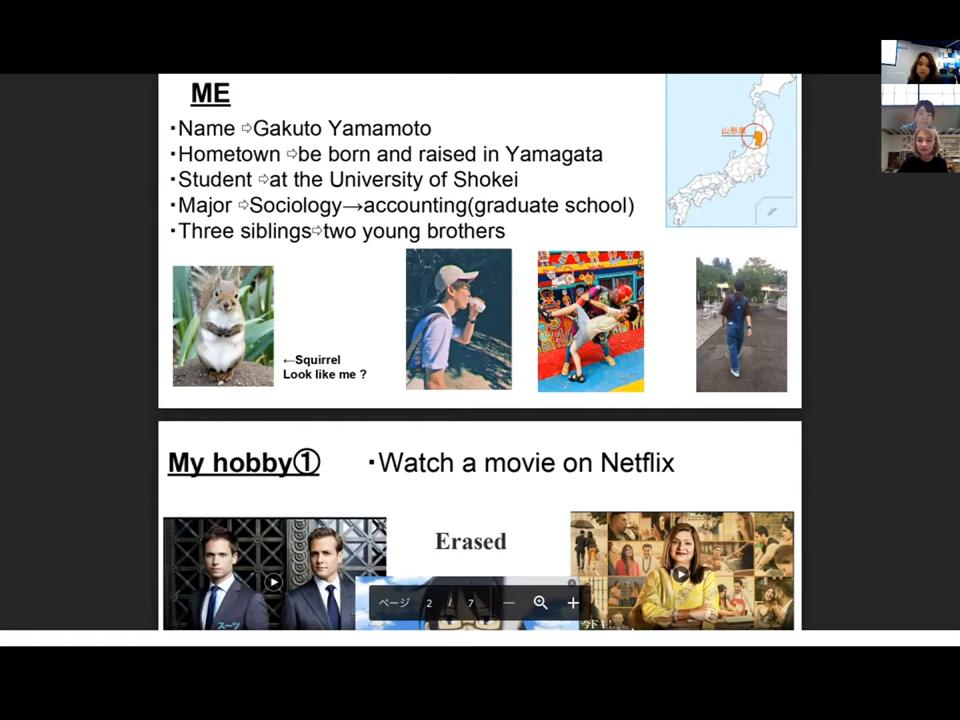 ME
・Name ⇨Gakuto Yamamoto
・Hometown ⇨be born and raised in Yamagata
・Student ⇨at the University of Shokei
・Major ⇨Sociology→accounting(graduate school)
・Three siblings⇨two young brothers
山形県
←Squirrel
Look like me ?
My hobby①
・Watch a movie on Netflix
Erased
スーツ
ページ 2 / 7